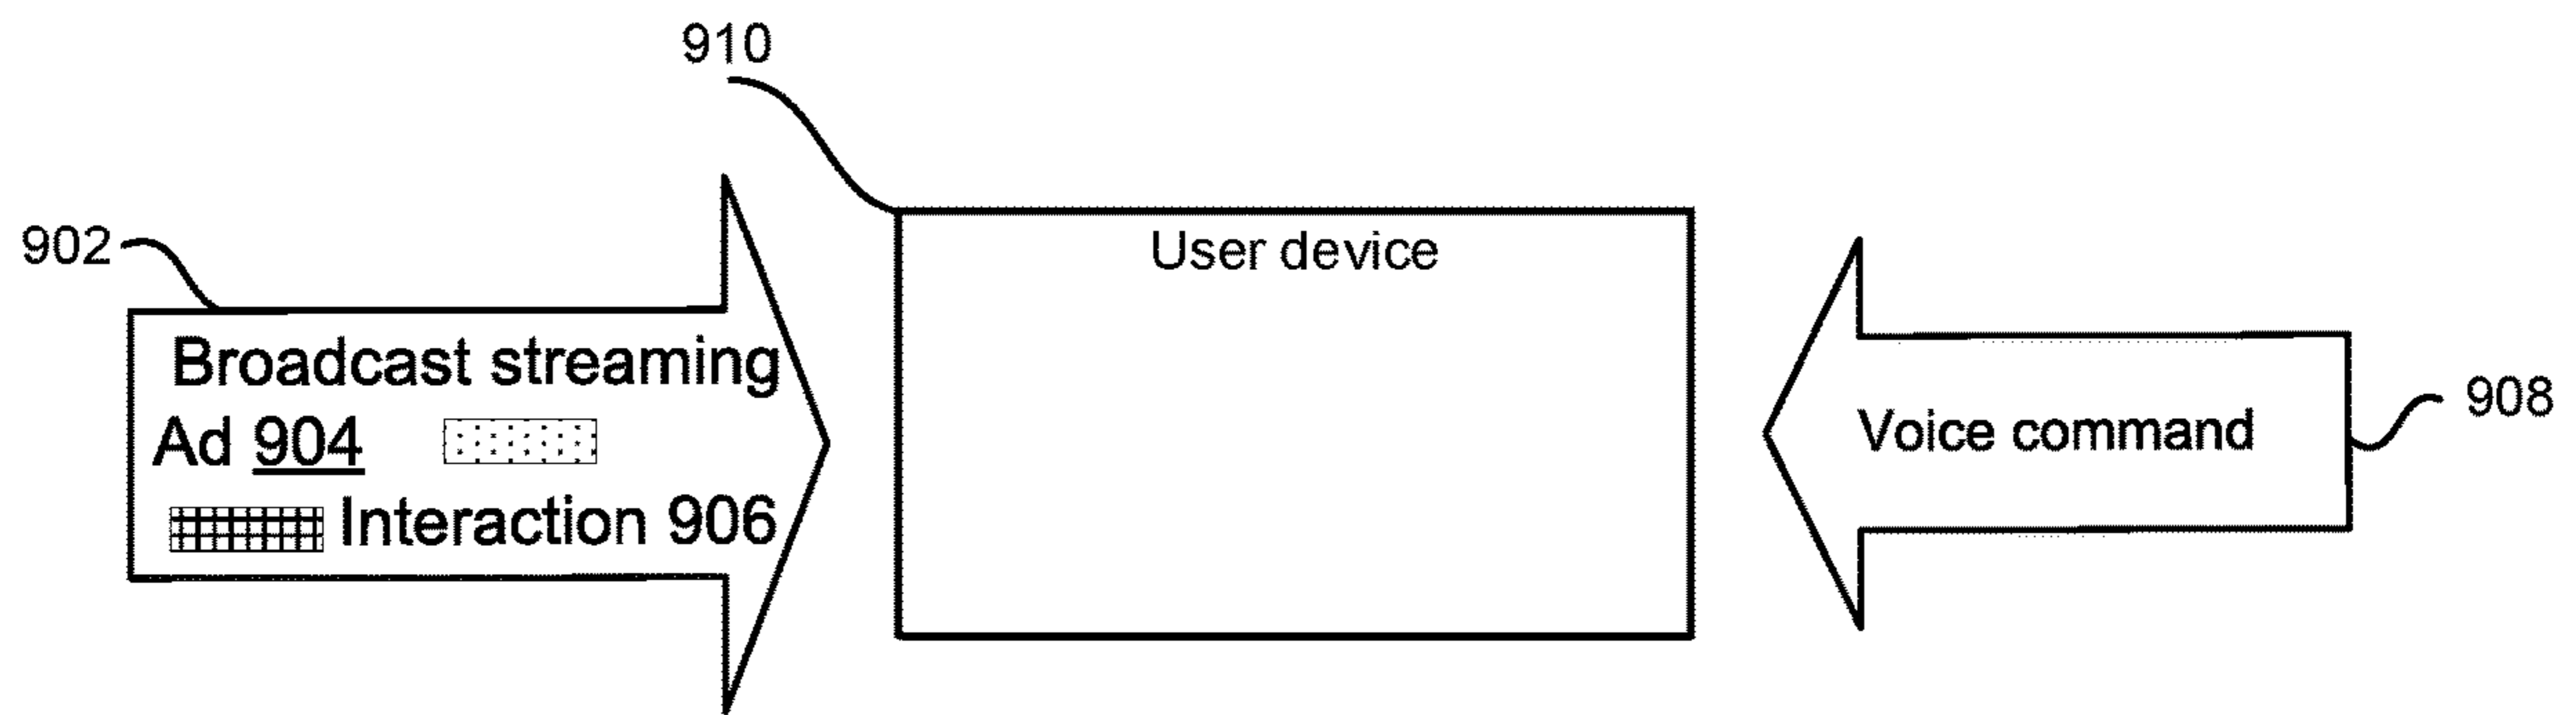 910
902
User device
Broadcast streaming
Ad 904
Interaction 906
Voice command
908